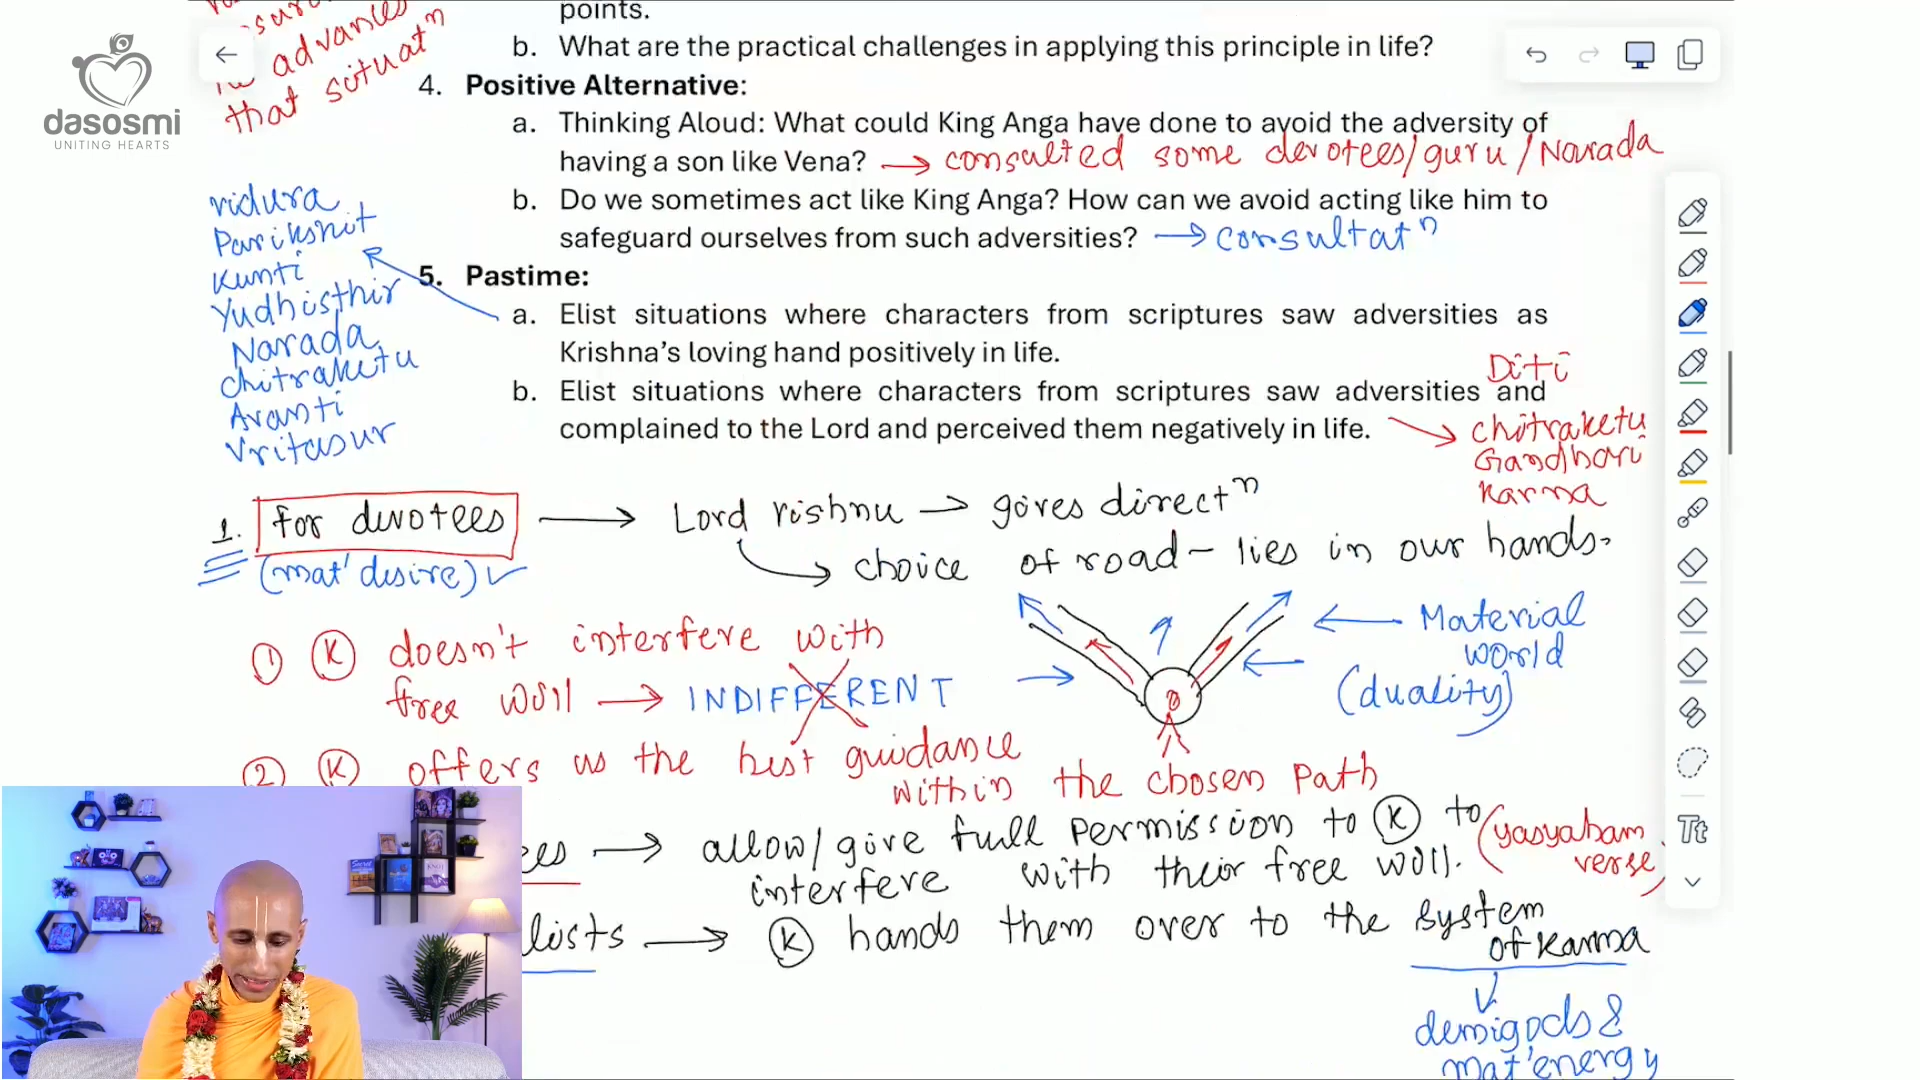 dasosmi
UNITING HEARTS
advances
that situatⁿ
points.
b. What are the practical challenges in applying this principle in life?
4. Positive Alternative:
a. Thinking Aloud: What could King Anga have done to avoid the adversity of
having a son like Vena? → consulted some devotees/guru/Narada
b. Do we sometimes act like King Anga? How can we avoid acting like him to
safeguard ourselves from such adversities? → consultatⁿ
5. Pastime:
a. Elist situations where characters from scriptures saw adversities as
Krishna's loving hand positively in life.
b. Elist situations where characters from scriptures saw adversities and
complained to the Lord and perceived them negatively in life.
vidura
Parikshit
Kunti
Yudhisthir
Narada
Chitraketu
Avanti
Vritasur
Diti
chitraketu
Gandhari
Karna
1. for devotees → Lord vishnu → gives directⁿ
(mat' desire) ✓
→ choice of road – lies in our hands.
① Ⓚ doesn't interfere with
free will → INDIFFERENT
← Material
world
(duality)
② Ⓚ offers us the best guidance
within the chosen Path
→ allow/give full permission to Ⓚ to
interfere with their free will.
(yasyaham
verse)
lists → Ⓚ hands them over to the system
of karma
demigods &
mat'energy
Tt